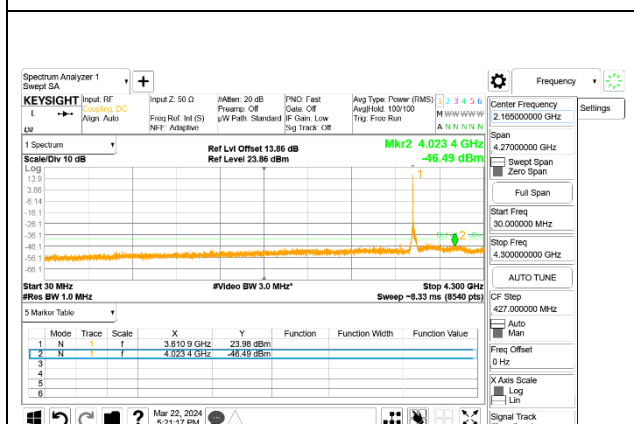 Spectrum Analyzer 1
Swept SA
Frequency
KEYSIGHT
Input: RF
Coupling: DC
Align: Auto
Input Z: 50 Ω
Freq Ref: Int (S)
NFE: Adaptive
#Atten: 20 dB
Preamp: Off
µW Path: Standard
PNO: Fast
Gate: Off
IF Gain: Low
Sig Track: Off
Avg Type: Power (RMS)
Avg|Hold: 100/100
Trig: Free Run
1 2 3 4 5 6
M W W W W W
A N N N N N
Settings
1 Spectrum
Scale/Div 10 dB
Log
Ref Lvl Offset 13.86 dB
Ref Level 23.86 dBm
Mkr2 4.023 4 GHz
-46.49 dBm
13.9
3.86
-6.14
-16.1
-26.1
-36.1
-46.1
-56.1
-66.1
1
2
Start 30 MHz
#Res BW 1.0 MHz
#Video BW 3.0 MHz*
Stop 4.300 GHz
Sweep ~8.33 ms (8540 pts)
5 Marker Table
Mode Trace Scale X Y Function Function Width Function Value
1 N 1 f 3.610 9 GHz 23.98 dBm
2 N 1 f 4.023 4 GHz -46.49 dBm
3
4
5
6
Mar 22, 2024
5:21:17 PM
Center Frequency
2.165000000 GHz
Span
4.27000000 GHz
Swept Span
Zero Span
Full Span
Start Freq
30.000000 MHz
Stop Freq
4.300000000 GHz
AUTO TUNE
CF Step
427.000000 MHz
Auto
Man
Freq Offset
0 Hz
X Axis Scale
Log
Lin
Signal Track